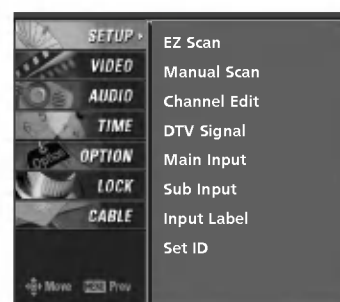 SETUP
VIDEO
AUDIO
TIME
OPTION
LOCK
CABLE
Move MENU Prev
EZ Scan
Manual Scan
Channel Edit
DTV Signal
Main Input
Sub Input
Input Label
Set ID